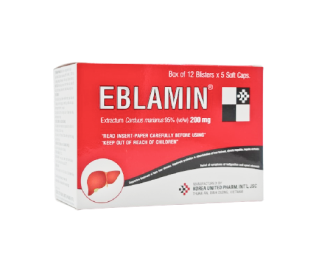 Box of 12 Blisters x 5 Soft Caps.
EBLAMIN®
Extractum Carduus marianus 95% (w/w) 200 mg
"READ INSERT-PAPER CAREFULLY BEFORE USING"
"KEEP OUT OF REACH OF CHILDREN"
KOREA UNITED PHARM. INT'L. JSC